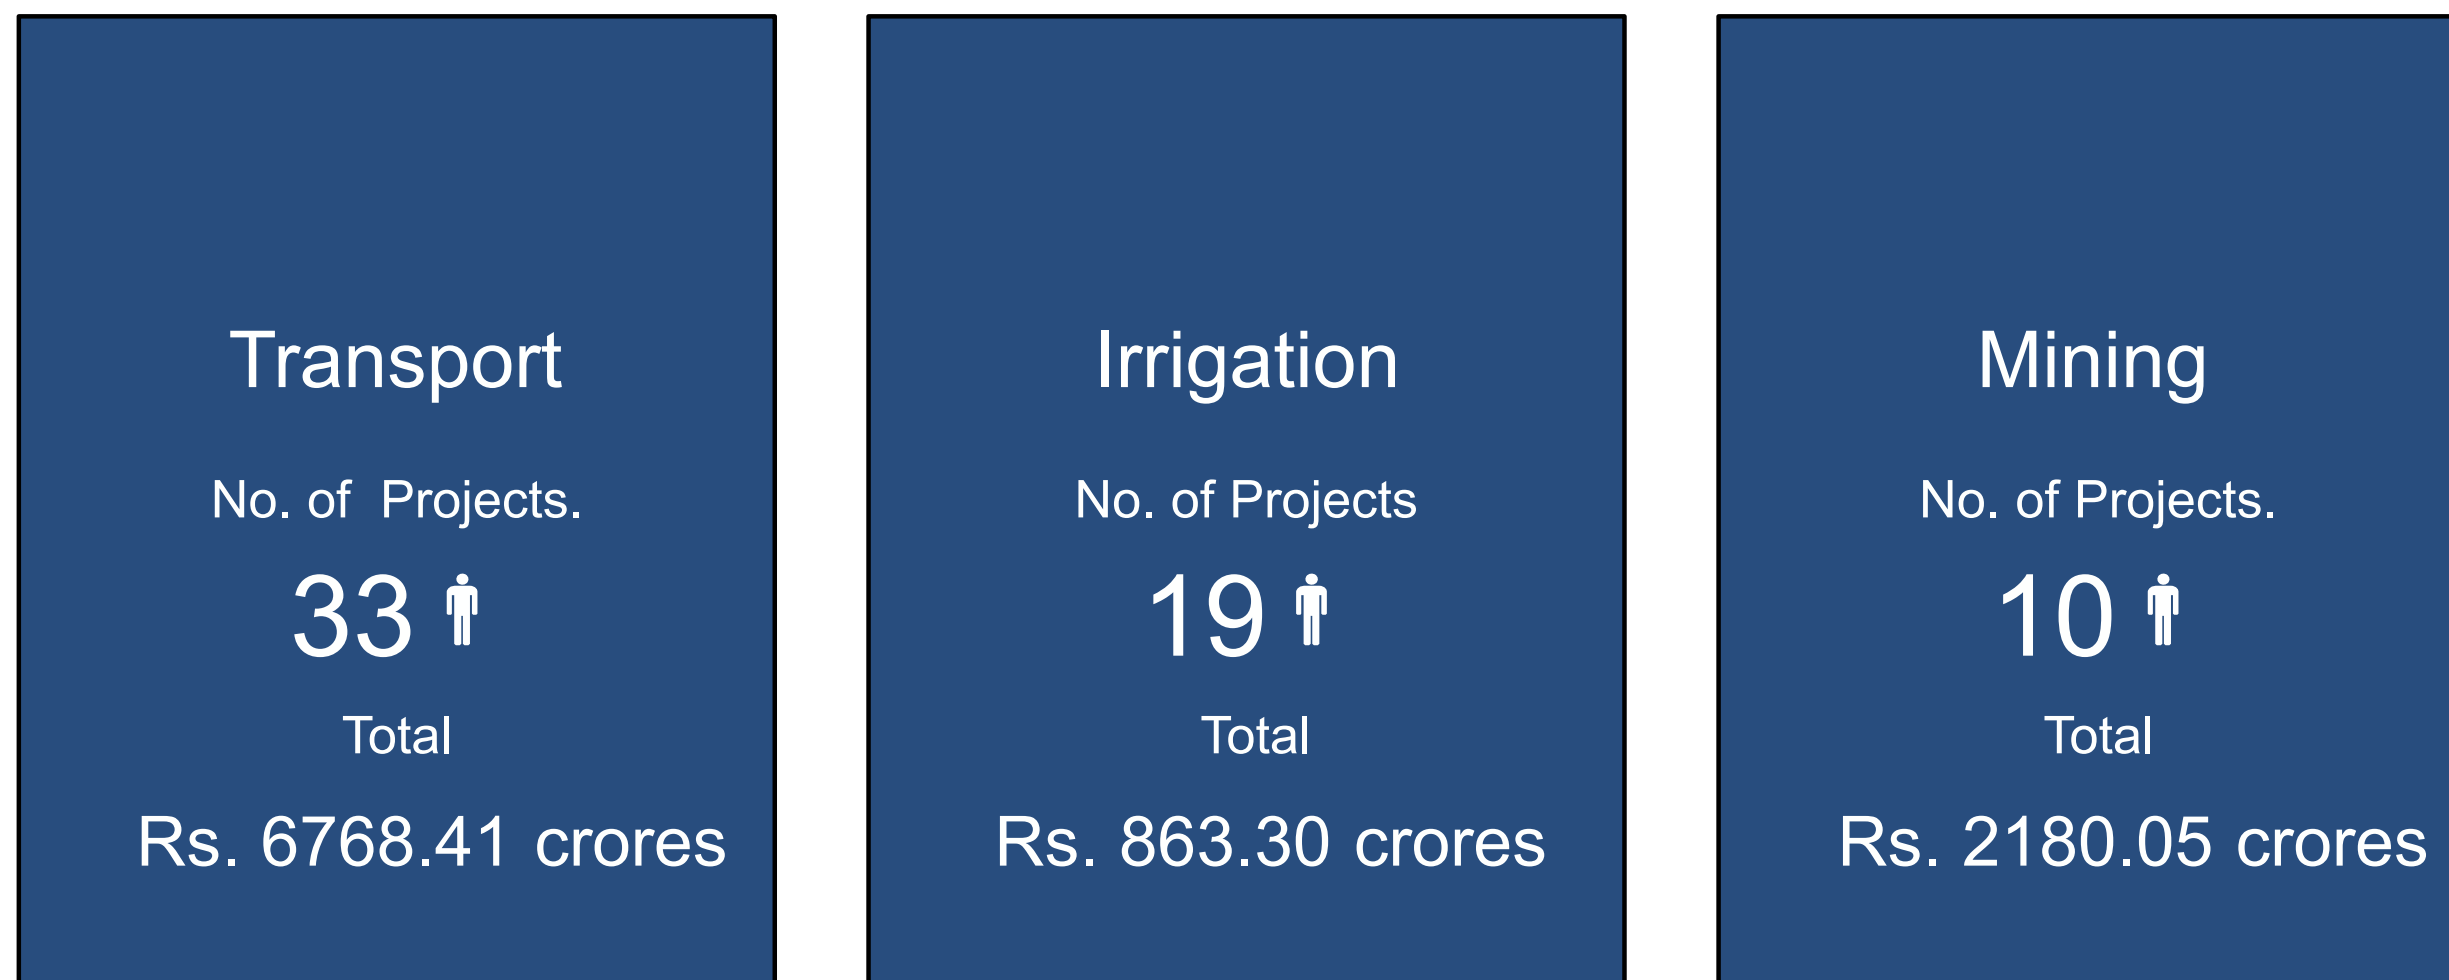 Transport
No. of  Projects.
33
Total
Rs. 6768.41 crores
Irrigation
No. of Projects
19
Total
Rs. 863.30 crores
Mining
No. of Projects.
10
Total
Rs. 2180.05 crores